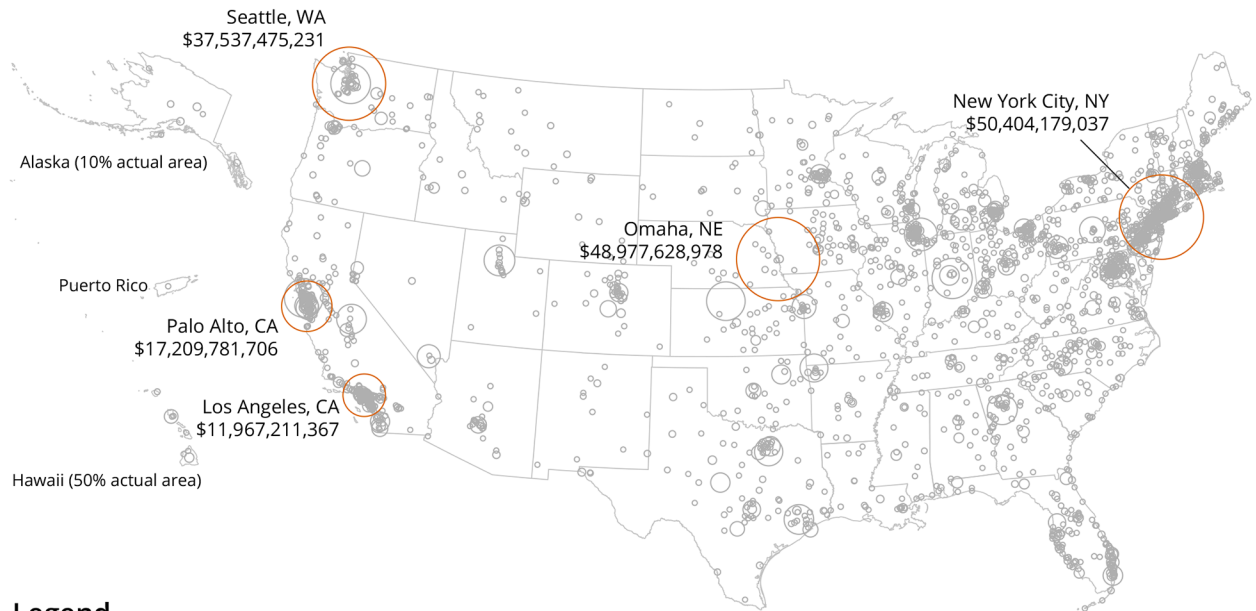 Seattle, WA
$37,537,475,231
New York City, NY
$50,404,179,037
Alaska (10% actual area)
Omaha, NE
$48,977,628,978
Puerto Rico
Palo Alto, CA
$17,209,781,706
Los Angeles, CA
$11,967,211,367
Hawaii (50% actual area)
Legend